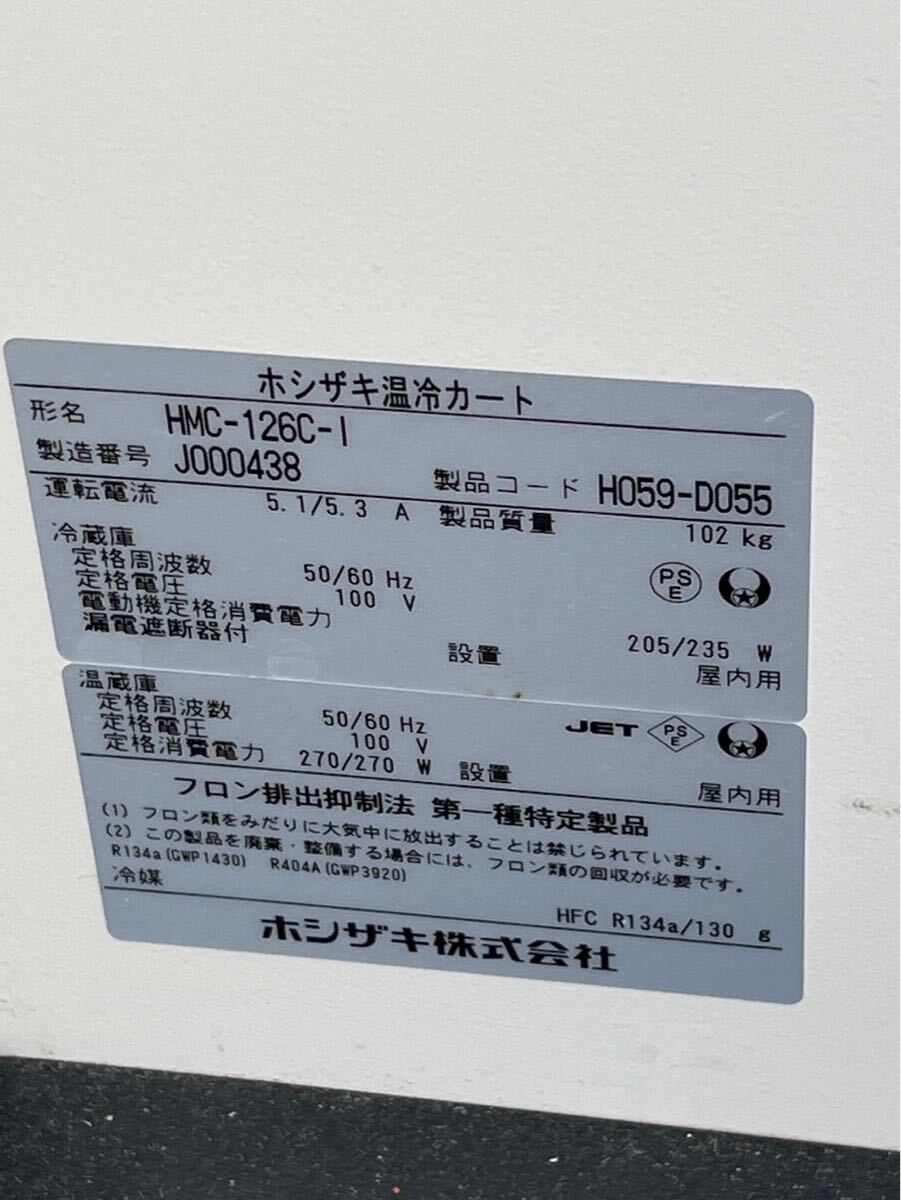 ホシザキ温冷カート
形名 HMC-126C-I
製造番号 J000438 製品コード H059-D055
運転電流 5.1/5.3 A 製品質量 102 kg
冷蔵庫
定格周波数 50/60 Hz
定格電圧 100 V
電動機定格消費電力 205/235 W
漏電遮断器付 設置 屋内用
PS
E
温蔵庫
定格周波数 50/60 Hz
定格電圧 100 V
定格消費電力 270/270 W 設置 屋内用
JET PS
E
フロン排出抑制法 第一種特定製品
(1) フロン類をみだりに大気中に放出することは禁じられています。
(2) この製品を廃棄・整備する場合には、フロン類の回収が必要です。
R134a(GWP1430) R404A(GWP3920)
冷媒 HFC R134a/130 g
ホシザキ株式会社